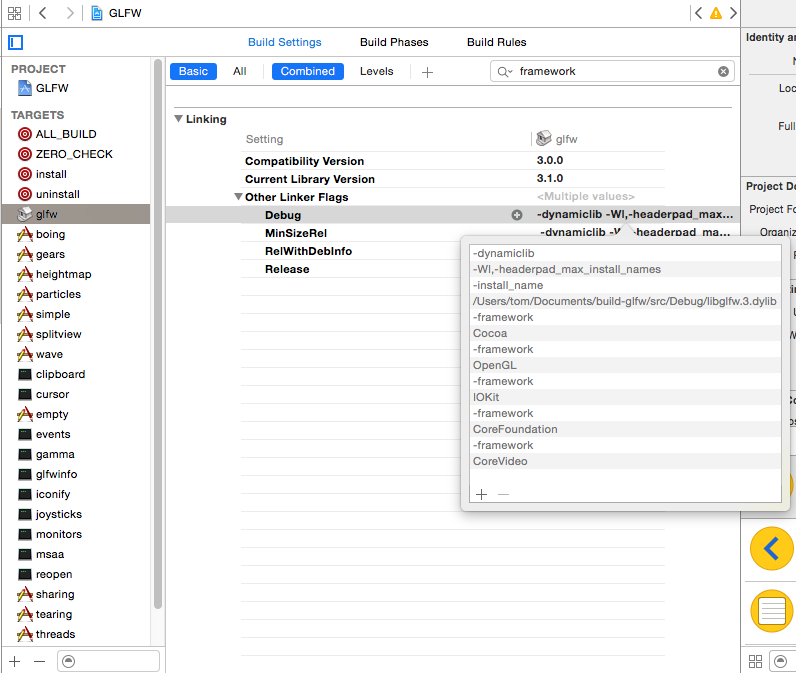 GLFW
Build Settings Build Phases Build Rules
Basic All Combined Levels framework
PROJECT
GLFW
TARGETS
ALL_BUILD
ZERO_CHECK
install
uninstall
glfw
boing
gears
heightmap
particles
simple
splitview
wave
clipboard
cursor
empty
events
gamma
glfwinfo
iconify
joysticks
monitors
msaa
reopen
sharing
tearing
threads
Linking
Setting glfw
Compatibility Version 3.0.0
Current Library Version 3.1.0
Other Linker Flags <Multiple values>
Debug -dynamiclib -Wl,-headerpad_max...
MinSizeRel -dynamiclib -W -headerpad_ma...
RelWithDebInfo
Release
-dynamiclib
-Wl,-headerpad_max_install_names
-install_name
/Users/tom/Documents/build-glfw/src/Debug/libglfw.3.dylib
-framework
Cocoa
-framework
OpenGL
-framework
IOKit
-framework
CoreFoundation
-framework
CoreVideo
Identity an
N
Loc
Full
Project Do
Project Fo
Organiz